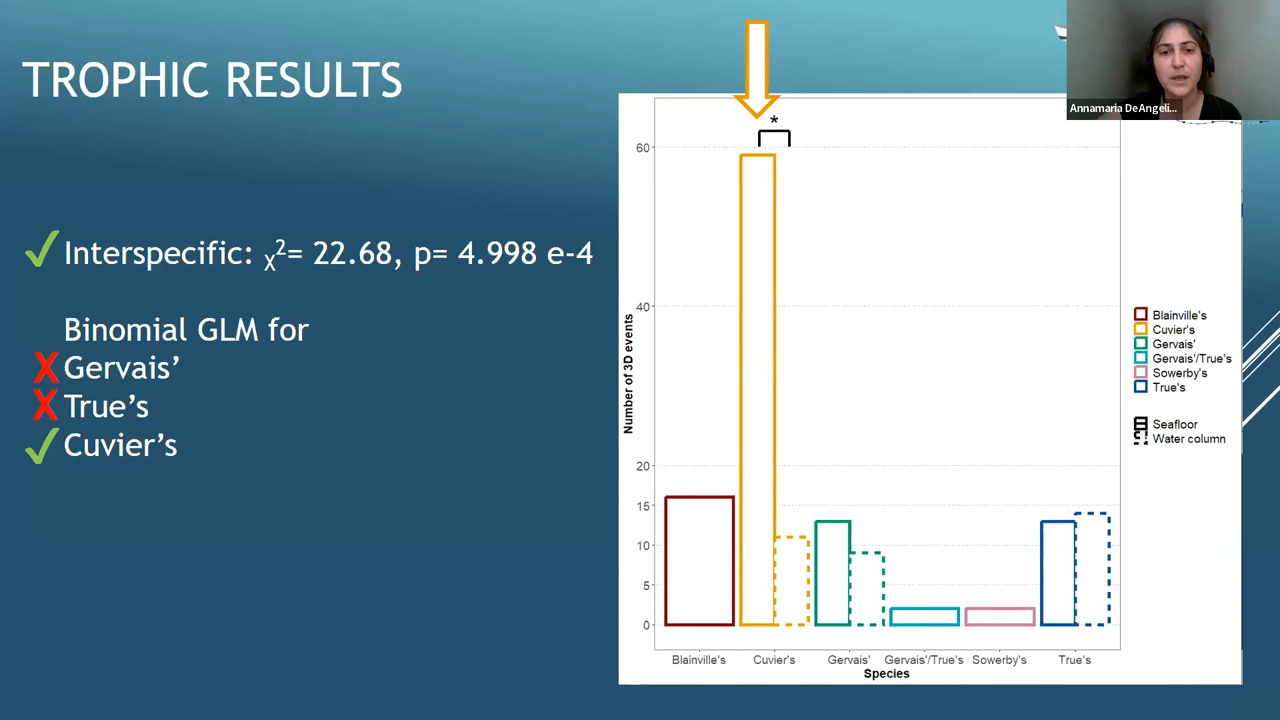 TROPHIC RESULTS
Annamaria DeAngeli...
Interspecific: χ²= 22.68, p= 4.998 e-4
Binomial GLM for
X Gervais’
X True’s
Cuvier’s
*
60
40
20
15
10
5
0
Number of 3D events
Blainville's
Cuvier's
Gervais'
Gervais'/True's
Sowerby's
True's
Species
Blainville's
Cuvier's
Gervais'
Gervais'/True's
Sowerby's
True's
Seafloor
Water column